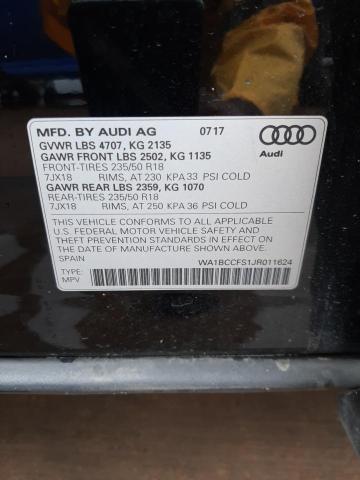 MFD. BY AUDI AG 0717
GVWR LBS 4707, KG 2135
GAWR FRONT LBS 2502, KG 1135
FRONT-TIRES 235/50 R18
7JX18 RIMS, AT 230 KPA 33 PSI COLD
GAWR REAR LBS 2359, KG 1070
REAR-TIRES 235/50 R18
7JX18 RIMS, AT 250 KPA 36 PSI COLD
Audi
THIS VEHICLE CONFORMS TO ALL APPLICABLE
U.S. FEDERAL MOTOR VEHICLE SAFETY AND
THEFT PREVENTION STANDARDS IN EFFECT ON
THE DATE OF MANUFACTURE SHOWN ABOVE.
SPAIN
TYPE: WA1BCCFS1JR011624
MPV